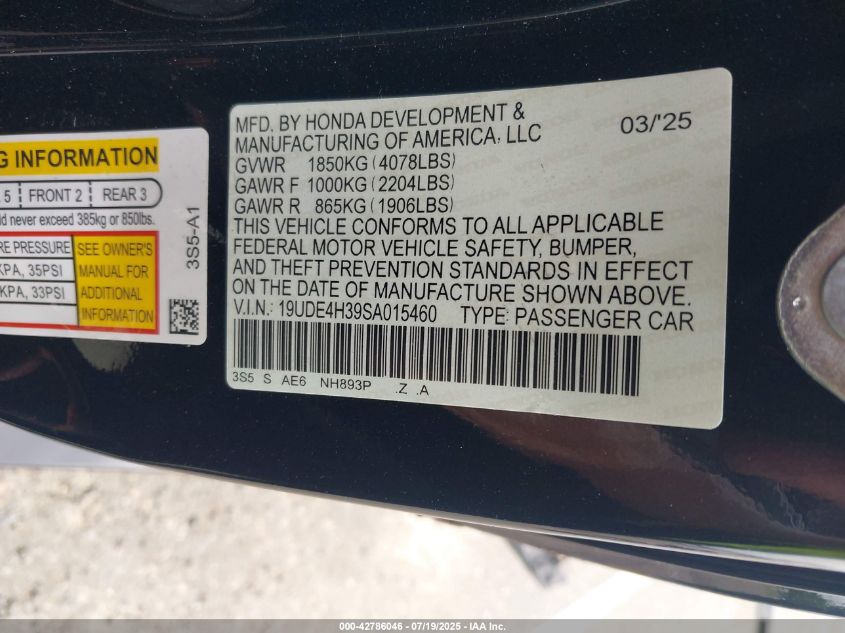 G INFORMATION
5 FRONT 2 REAR 3
ld never exceed 385kg or 850lbs.
RE PRESSURE
KPA, 35PSI
KPA, 33PSI
SEE OWNER'S
MANUAL FOR
ADDITIONAL
INFORMATION
3S5-A1
MFD. BY HONDA DEVELOPMENT &
MANUFACTURING OF AMERICA, LLC 03/'25
GVWR 1850KG (4078LBS)
GAWR F 1000KG (2204LBS)
GAWR R 865KG (1906LBS)
THIS VEHICLE CONFORMS TO ALL APPLICABLE
FEDERAL MOTOR VEHICLE SAFETY, BUMPER,
AND THEFT PREVENTION STANDARDS IN EFFECT
ON THE DATE OF MANUFACTURE SHOWN ABOVE.
V.I.N.: 19UDE4H39SA015460 TYPE: PASSENGER CAR
3S5 S AE6 NH893P .Z .A
000-42786046 - 07/19/2025 - IAA Inc.